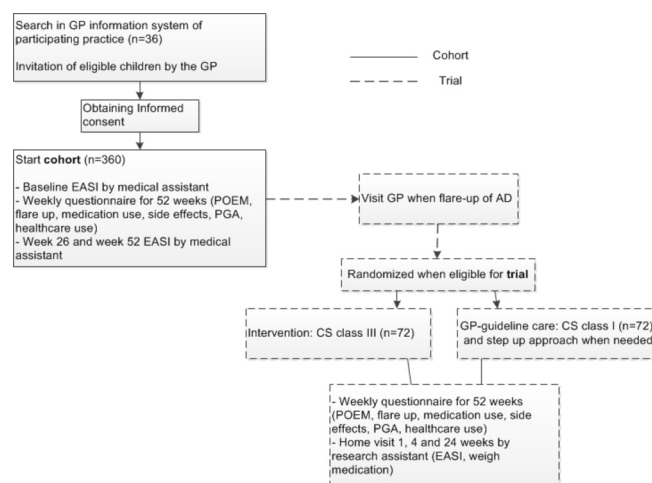 Search in GP information system of
participating practice (n=36)
Invitation of eligible children by the GP
Cohort
Trial
Obtaining Informed
consent
Start cohort (n=360)
- Baseline EASI by medical assistant
- Weekly questionnaire for 52 weeks (POEM,
flare up, medication use, side effects, PGA,
healthcare use)
- Week 26 and week 52 EASI by medical
assistant
Visit GP when flare-up of AD
Randomized when eligible for trial
Intervention: CS class III (n=72)
GP-guideline care: CS class I (n=72)
and step up approach when needed
- Weekly questionnaire for 52 weeks
(POEM, flare up, medication use, side
effects, PGA, healthcare use)
- Home visit 1, 4 and 24 weeks by
research assistant (EASI, weigh
medication)